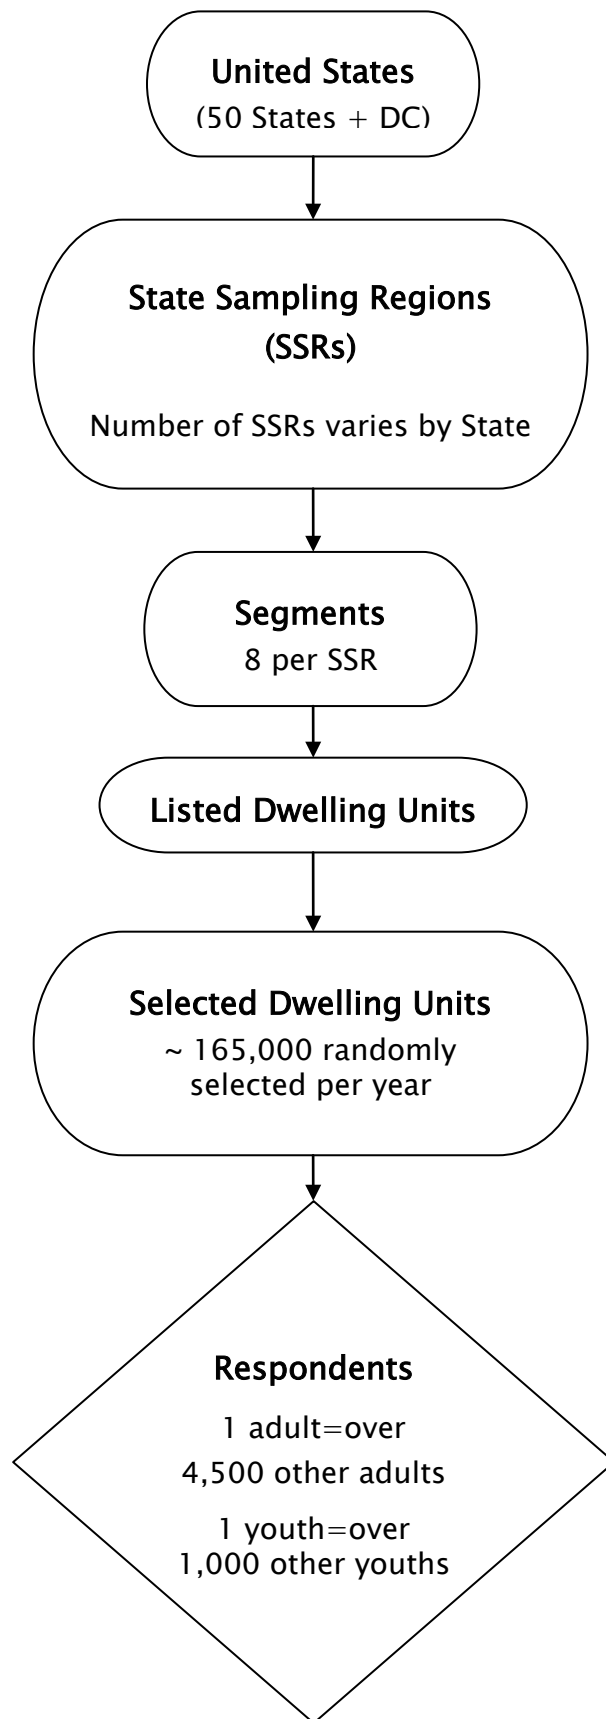 United States
(50 States + DC)
State Sampling Regions
(SSRs)
Number of SSRs varies by State
Segments
8 per SSR
Listed Dwelling Units
Selected Dwelling Units
~ 165,000 randomly
selected per year
Respondents
1 adult=over
4,500 other adults
1 youth=over
1,000 other youths